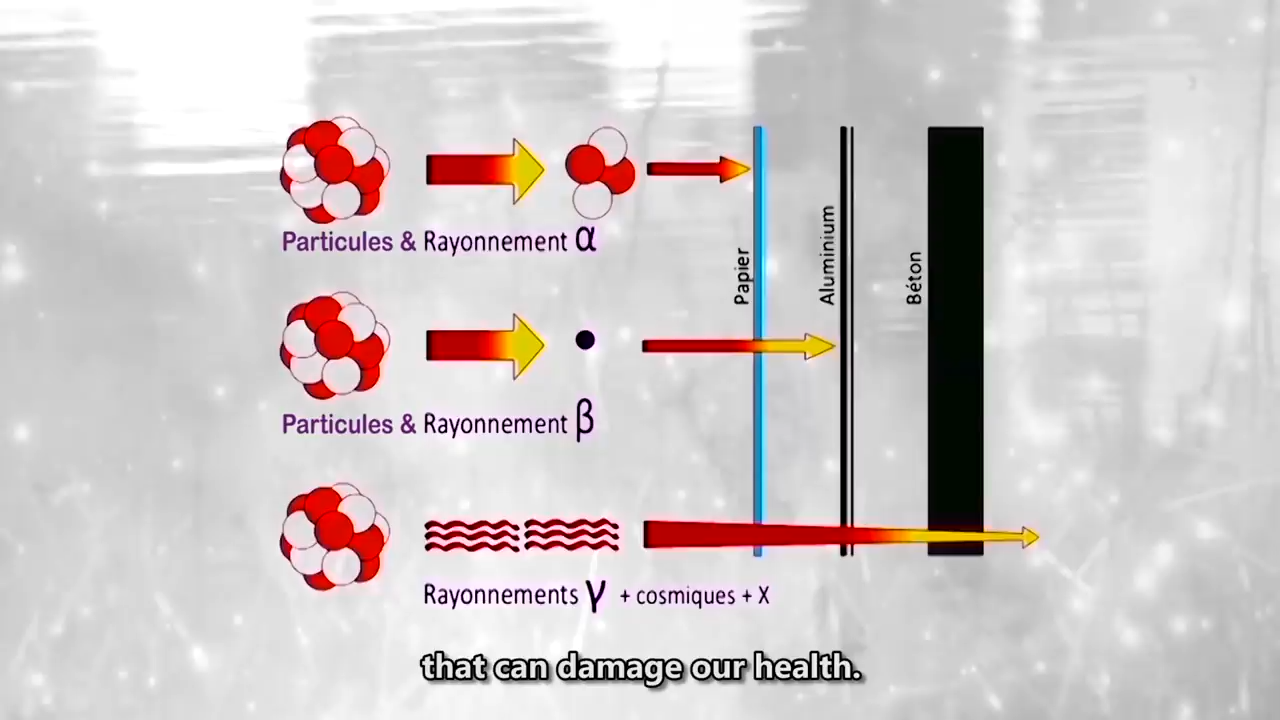 Particules & Rayonnement α
Papier
Aluminium
Béton
Particules & Rayonnement β
Rayonnements γ + cosmiques + X
that can damage our health.